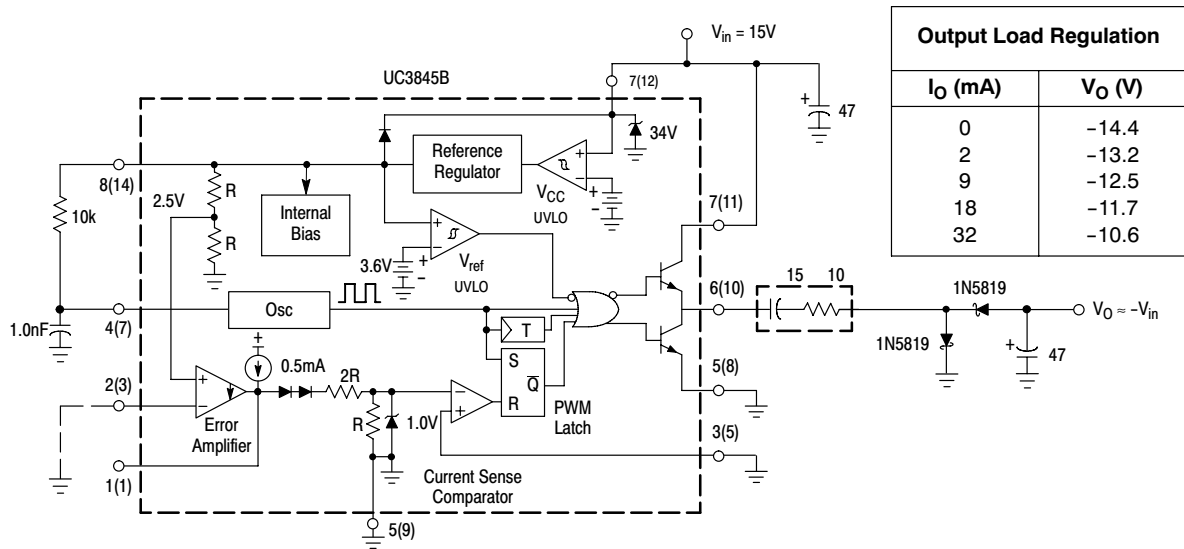 V_in = 15V
Output Load Regulation
I_O (mA) V_O (V)
0 −14.4
2 −13.2
9 −12.5
18 −11.7
32 −10.6
UC3845B
7(12)
+
47
34V
8(14)
R
Reference
Regulator
+
−
+
−
V_CC
UVLO
2.5V
10k
Internal
Bias
R
+
−
7(11)
3.6V
+
−
V_ref
UVLO
15 10
6(10)
1N5819
V_O ≈ −V_in
Osc
4(7)
1.0nF
T
1N5819
+
47
+
0.5mA
S
Q̅
R
5(8)
2(3)
+
−
2R
−
+
PWM
Latch
Error
Amplifier
R
1.0V
3(5)
1(1)
Current Sense
Comparator
5(9)